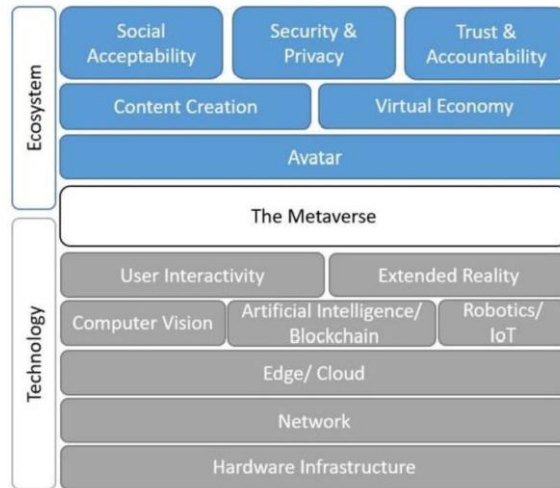 Ecosystem
Social
Acceptability
Security &
Privacy
Trust &
Accountability
Content Creation
Virtual Economy
Avatar
The Metaverse
Technology
User Interactivity
Extended Reality
Computer Vision
Artificial Intelligence/
Blockchain
Robotics/
IoT
Edge/ Cloud
Network
Hardware Infrastructure